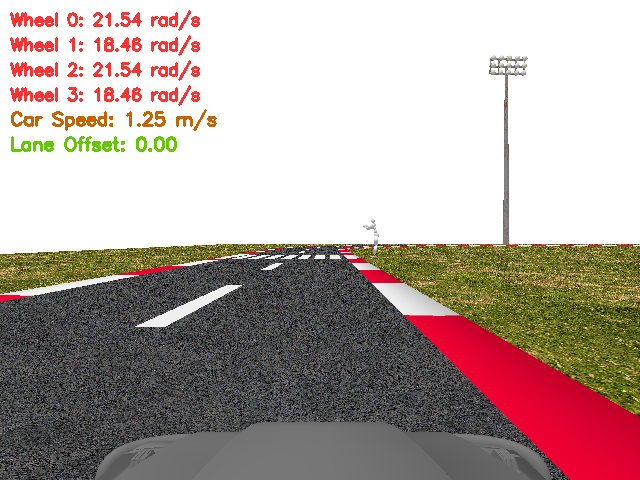 Wheel 0: 21.54 rad/s
Wheel 1: 18.46 rad/s
Wheel 2: 21.54 rad/s
Wheel 3: 18.46 rad/s
Car Speed: 1.25 m/s
Lane Offset: 0.00